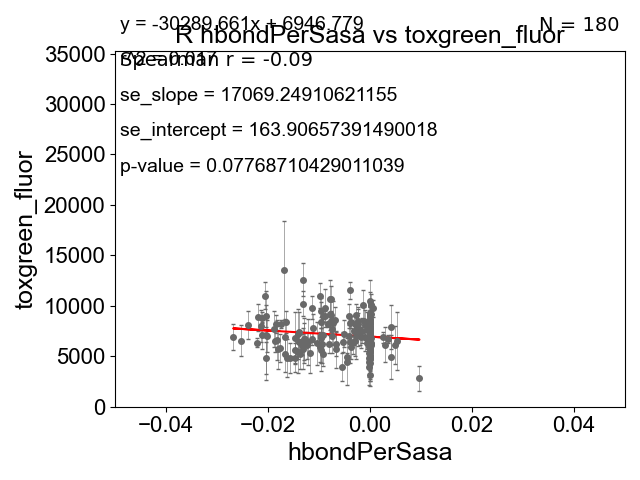 y = -30289.661x + 6946.779
N = 180
R hbondPerSasa vs toxgreen_fluor
r^2 = 0.017
Spearman r = -0.09
se_slope = 17069.24910621155
se_intercept = 163.90657391490018
p-value = 0.07768710429011039
35000
30000
25000
20000
15000
10000
5000
0
toxgreen_fluor
−0.04
−0.02
0.00
0.02
0.04
hbondPerSasa